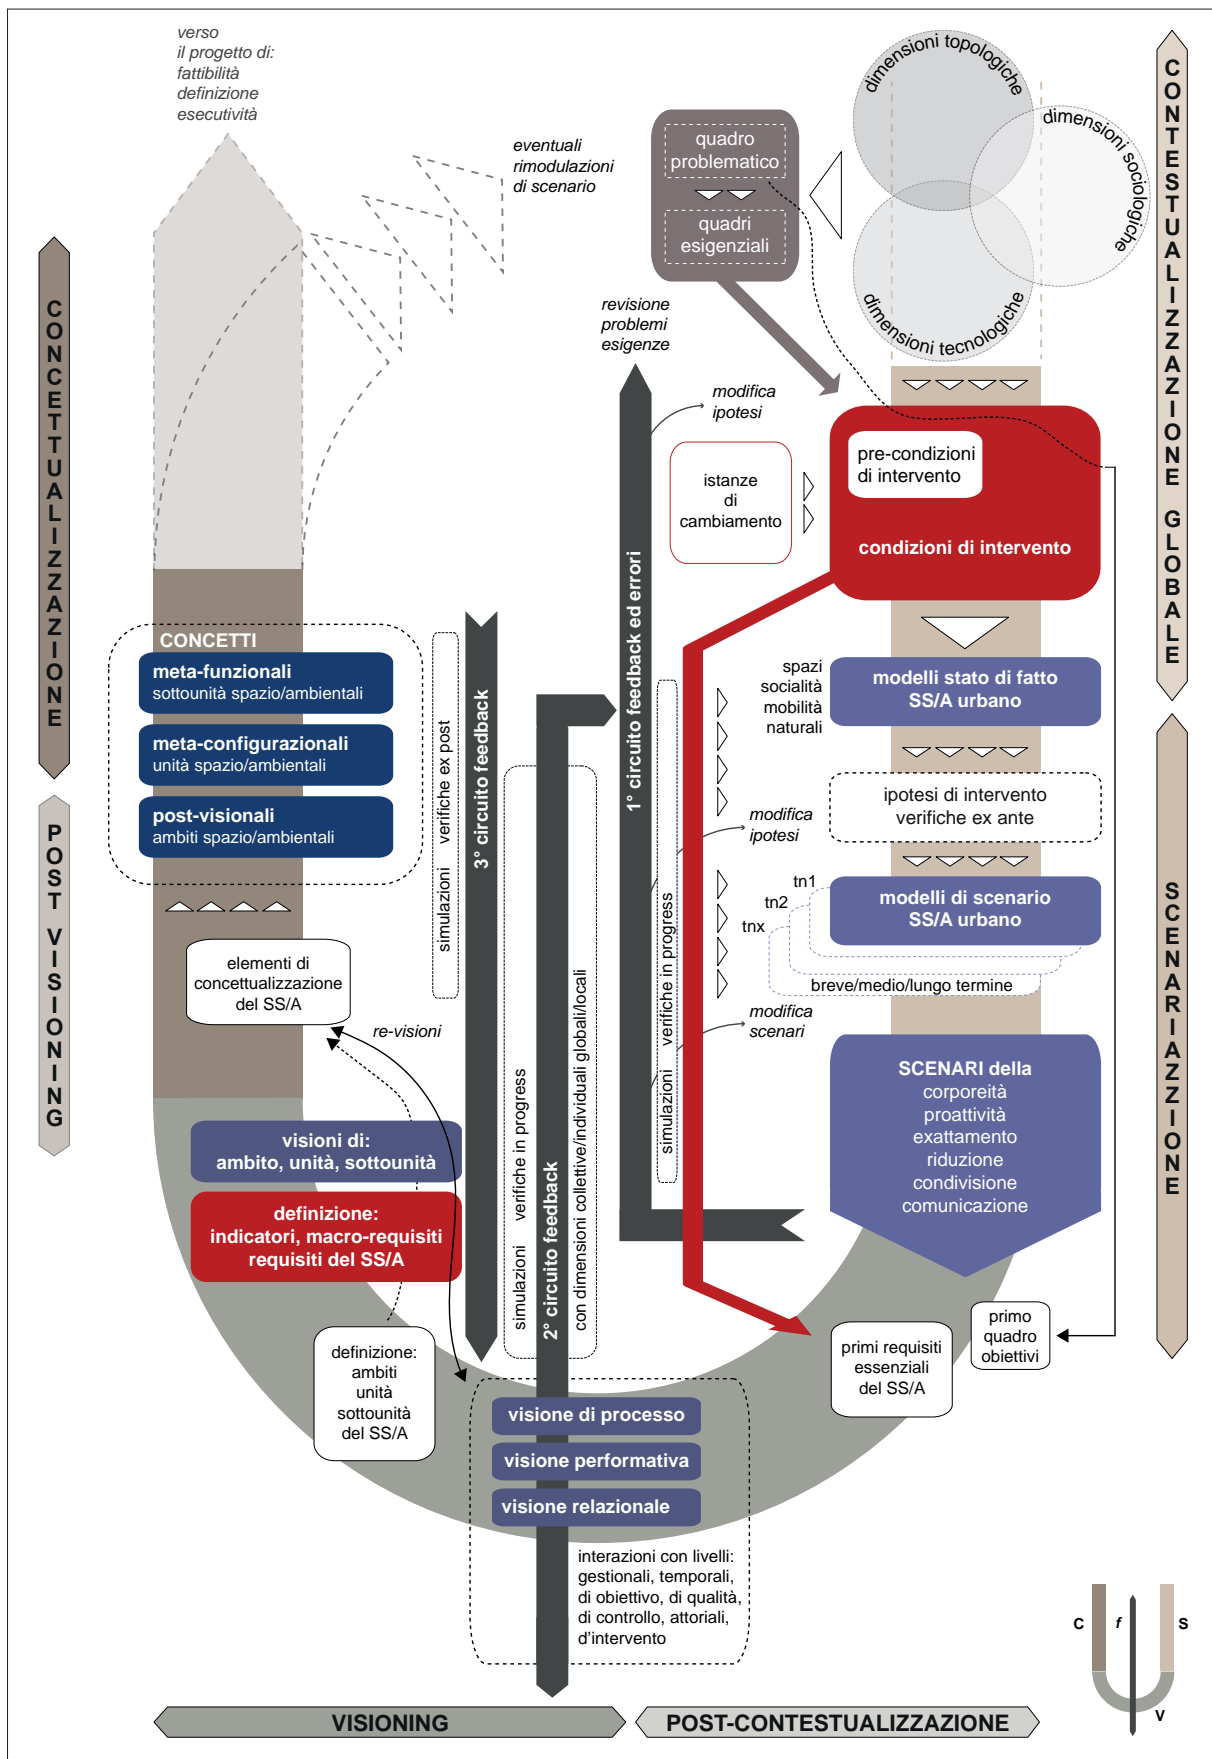 verso
il progetto di:
fattibilità
definizione
esecutività
eventuali
rimodulazioni
di scenario
quadro
problematico
quadri
esigenziali
dimensioni topologiche
dimensioni sociologiche
dimensioni tecnologiche
CONTESTUALIZZAZIONE GLOBALE
revisione
problemi
esigenze
modifica
ipotesi
istanze
di
cambiamento
pre-condizioni
di intervento
condizioni di intervento
CONCETTUALIZZAZIONE
CONCETTI
meta-funzionali
sottounità spazio/ambientali
meta-configurazionali
unità spazio/ambientali
post-visionali
ambiti spazio/ambientali
simulazioni verifiche ex post
3° circuito feedback
1° circuito feedback ed errori
spazi
socialità
mobilità
naturali
modelli stato di fatto
SS/A urbano
ipotesi di intervento
verifiche ex ante
modifica
ipotesi
tn1
tn2
tnx
modelli di scenario
SS/A urbano
breve/medio/lungo termine
modifica
scenari
simulazioni verifiche in progress
SCENARIAZZIONE
POST VISIONING
elementi di
concettualizzazione
del SS/A
re-visioni
simulazioni verifiche in progress
con dimensioni collettive/individuali globali/locali
2° circuito feedback
SCENARI della
corporeità
proattività
exattamento
riduzione
condivisione
comunicazione
visioni di:
ambito, unità, sottounità
definizione:
indicatori, macro-requisiti
requisiti del SS/A
definizione:
ambiti
unità
sottounità
del SS/A
primi requisiti
essenziali
del SS/A
primo
quadro
obiettivi
visione di processo
visione performativa
visione relazionale
interazioni con livelli:
gestionali, temporali,
di obiettivo, di qualità,
di controllo, attoriali,
d'intervento
C
f
S
V
VISIONING
POST-CONTESTUALIZZAZIONE